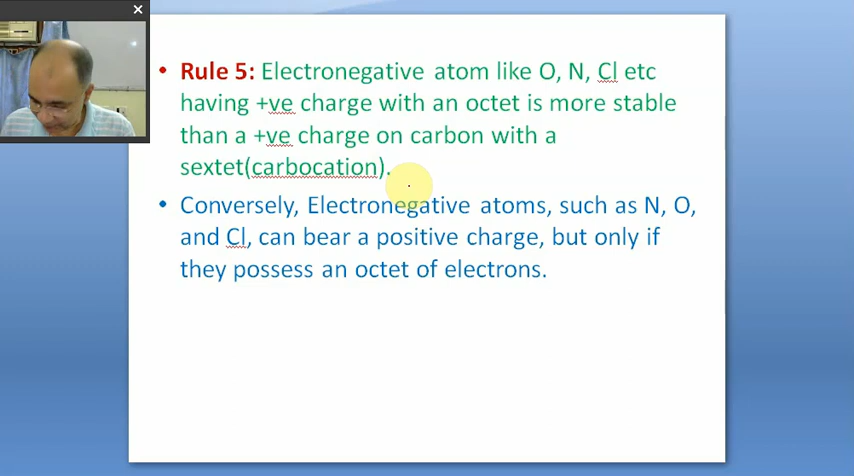 • Rule 5: Electronegative atom like O, N, Cl etc
having +ve charge with an octet is more stable
than a +ve charge on carbon with a
sextet(carbocation).
• Conversely, Electronegative atoms, such as N, O,
and Cl, can bear a positive charge, but only if
they possess an octet of electrons.